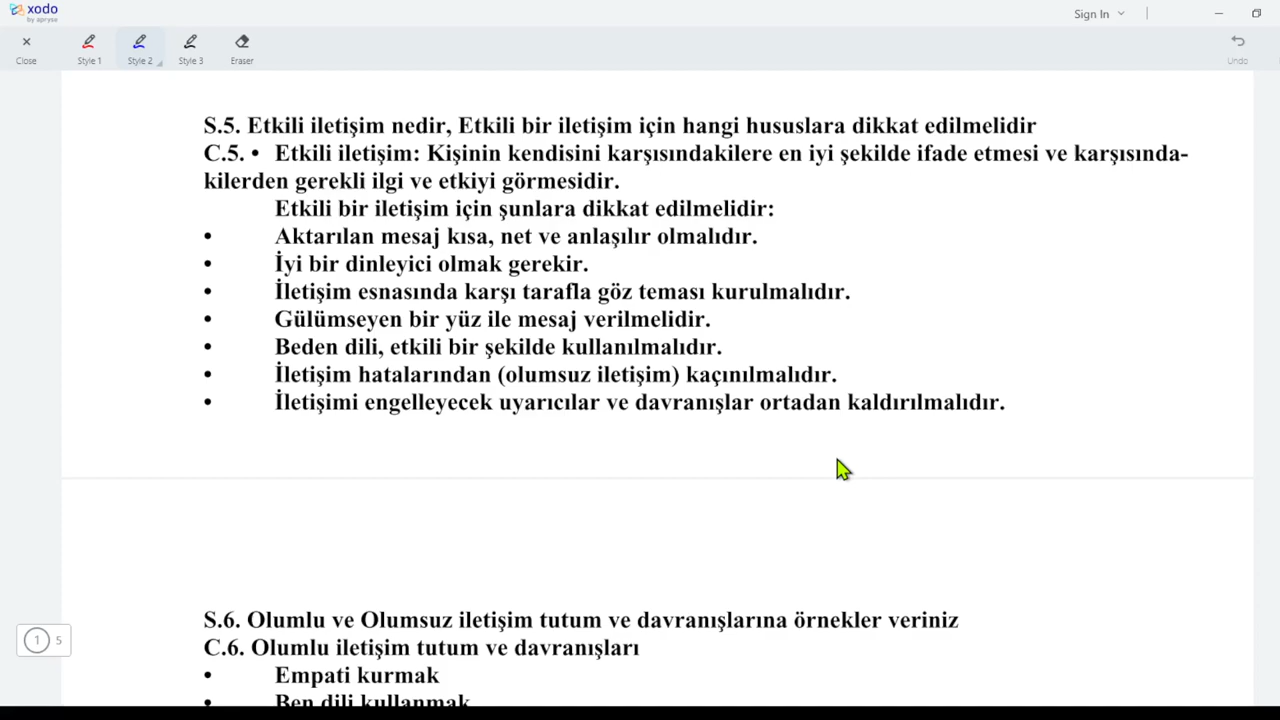 xodo
by apryse
Sign In
Close
Style 1
Style 2
Style 3
Eraser
Undo
S.5. Etkili iletişim nedir, Etkili bir iletişim için hangi hususlara dikkat edilmelidir
C.5. • Etkili iletişim: Kişinin kendisini karşısındakilere en iyi şekilde ifade etmesi ve karşısında-
kilerden gerekli ilgi ve etkiyi görmesidir.
Etkili bir iletişim için şunlara dikkat edilmelidir:
• Aktarılan mesaj kısa, net ve anlaşılır olmalıdır.
• İyi bir dinleyici olmak gerekir.
• İletişim esnasında karşı tarafla göz teması kurulmalıdır.
• Gülümseyen bir yüz ile mesaj verilmelidir.
• Beden dili, etkili bir şekilde kullanılmalıdır.
• İletişim hatalarından (olumsuz iletişim) kaçınılmalıdır.
• İletişimi engelleyecek uyarıcılar ve davranışlar ortadan kaldırılmalıdır.
S.6. Olumlu ve Olumsuz iletişim tutum ve davranışlarına örnekler veriniz
1 5
C.6. Olumlu iletişim tutum ve davranışları
• Empati kurmak
• Ben dili kullanmak